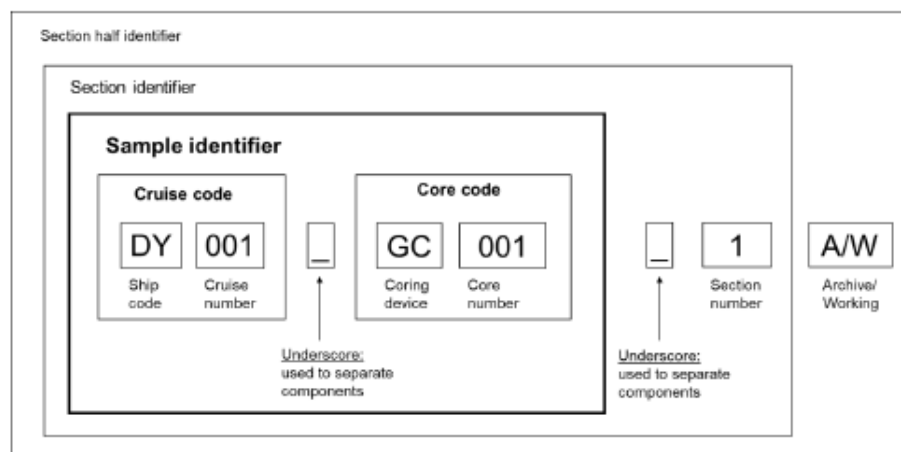 Section half identifier
Section identifier
Sample identifier
Cruise code
Core code
DY 001 _ GC 001 _ 1 A/W
Ship code
Cruise number
Coring device
Core number
Section number
Archive/ Working
Underscore:
used to separate
components
Underscore:
used to separate
components